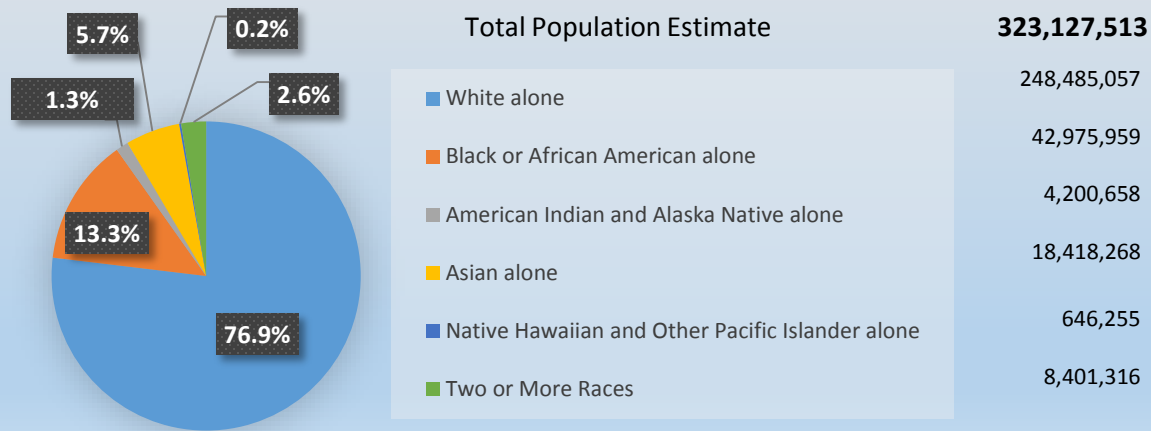 5.7%
0.2%
1.3%
2.6%
13.3%
76.9%
Total Population Estimate 323,127,513
White alone 248,485,057
Black or African American alone 42,975,959
American Indian and Alaska Native alone 4,200,658
Asian alone 18,418,268
Native Hawaiian and Other Pacific Islander alone 646,255
Two or More Races 8,401,316